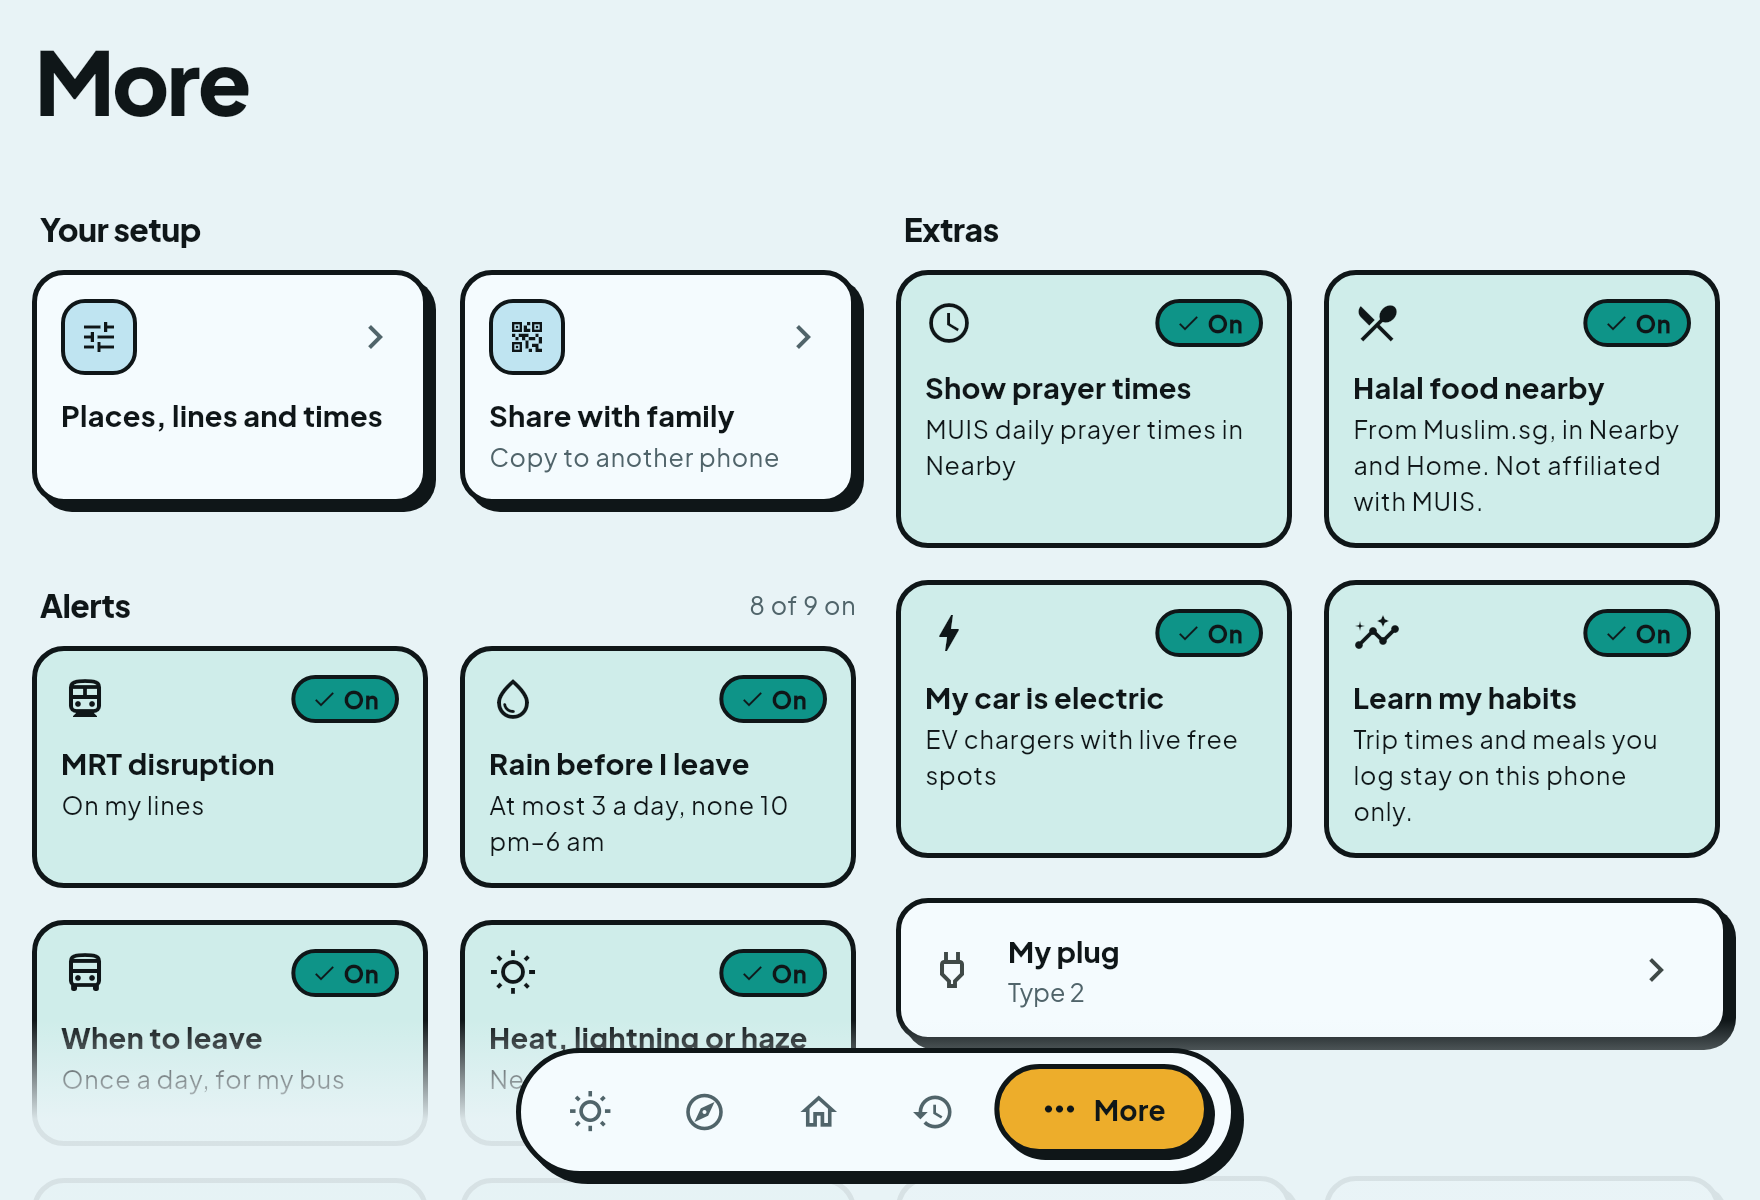 More
Your setup
Places, lines and times
Share with family
Copy to another phone
Alerts
8 of 9 on
On
MRT disruption
On my lines
On
Rain before I leave
At most 3 a day, none 10
pm–6 am
On
When to leave
Once a day, for my bus
On
Heat, lightning or haze
Ne
Extras
On
Show prayer times
MUIS daily prayer times in
Nearby
On
Halal food nearby
From Muslim.sg, in Nearby
and Home. Not affiliated
with MUIS.
On
My car is electric
EV chargers with live free
spots
On
Learn my habits
Trip times and meals you
log stay on this phone
only.
My plug
Type 2
More